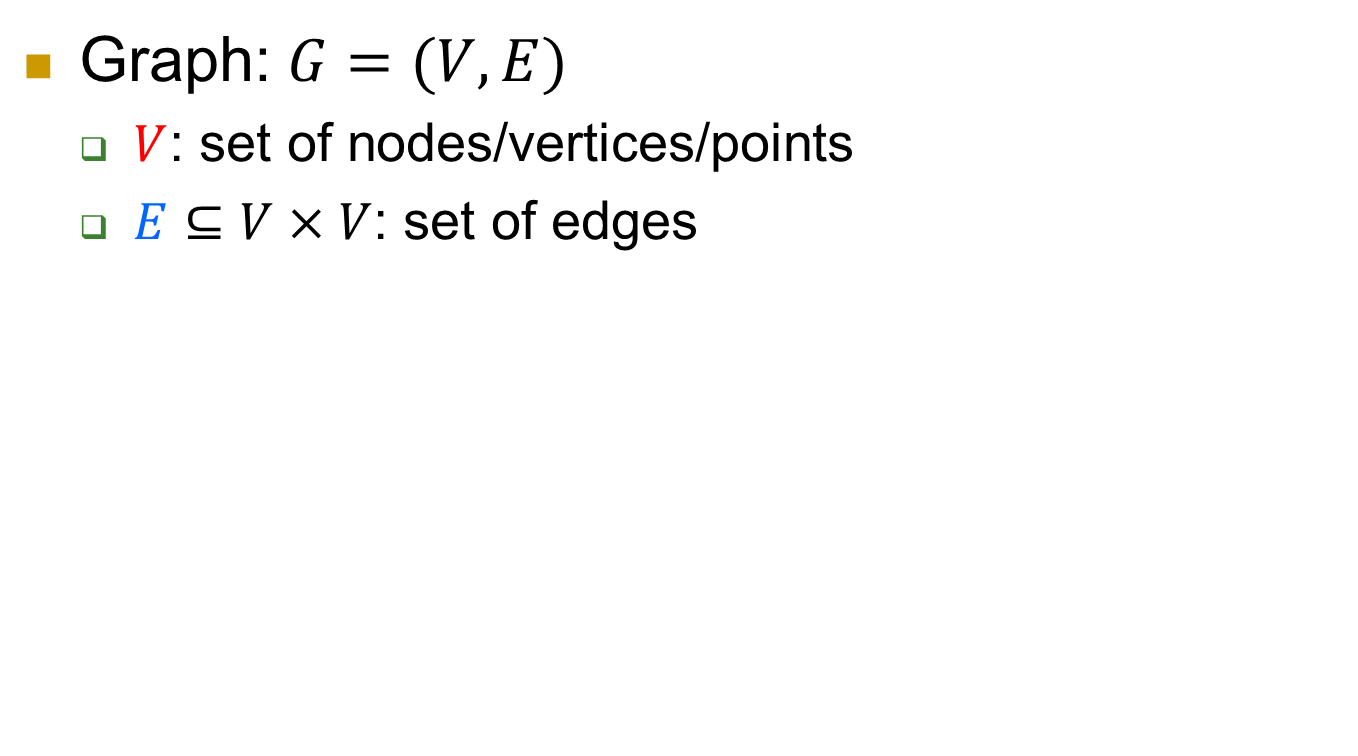 Graph: G = (V, E)
V: set of nodes/vertices/points
E ⊆ V × V: set of edges